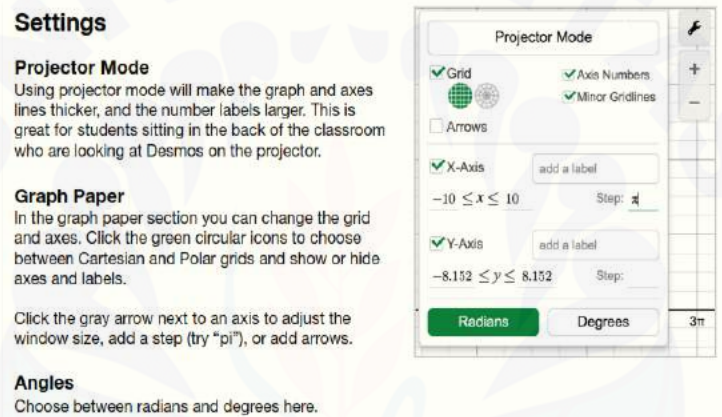 Settings
Projector Mode
Using projector mode will make the graph and axes
lines thicker, and the number labels larger. This is
great for students sitting in the back of the classroom
who are looking at Desmos on the projector.
Graph Paper
In the graph paper section you can change the grid
and axes. Click the green circular icons to choose
between Cartesian and Polar grids and show or hide
axes and labels.
Click the gray arrow next to an axis to adjust the
window size, add a step (try “pi”), or add arrows.
Angles
Choose between radians and degrees here.
Projector Mode
Grid
Axis Numbers
Minor Gridlines
Arrows
X-Axis add a label
−10 ≤ x ≤ 10 Step: π
Y-Axis add a label
−8.152 ≤ y ≤ 8.152 Step:
Radians Degrees 3π
+
−